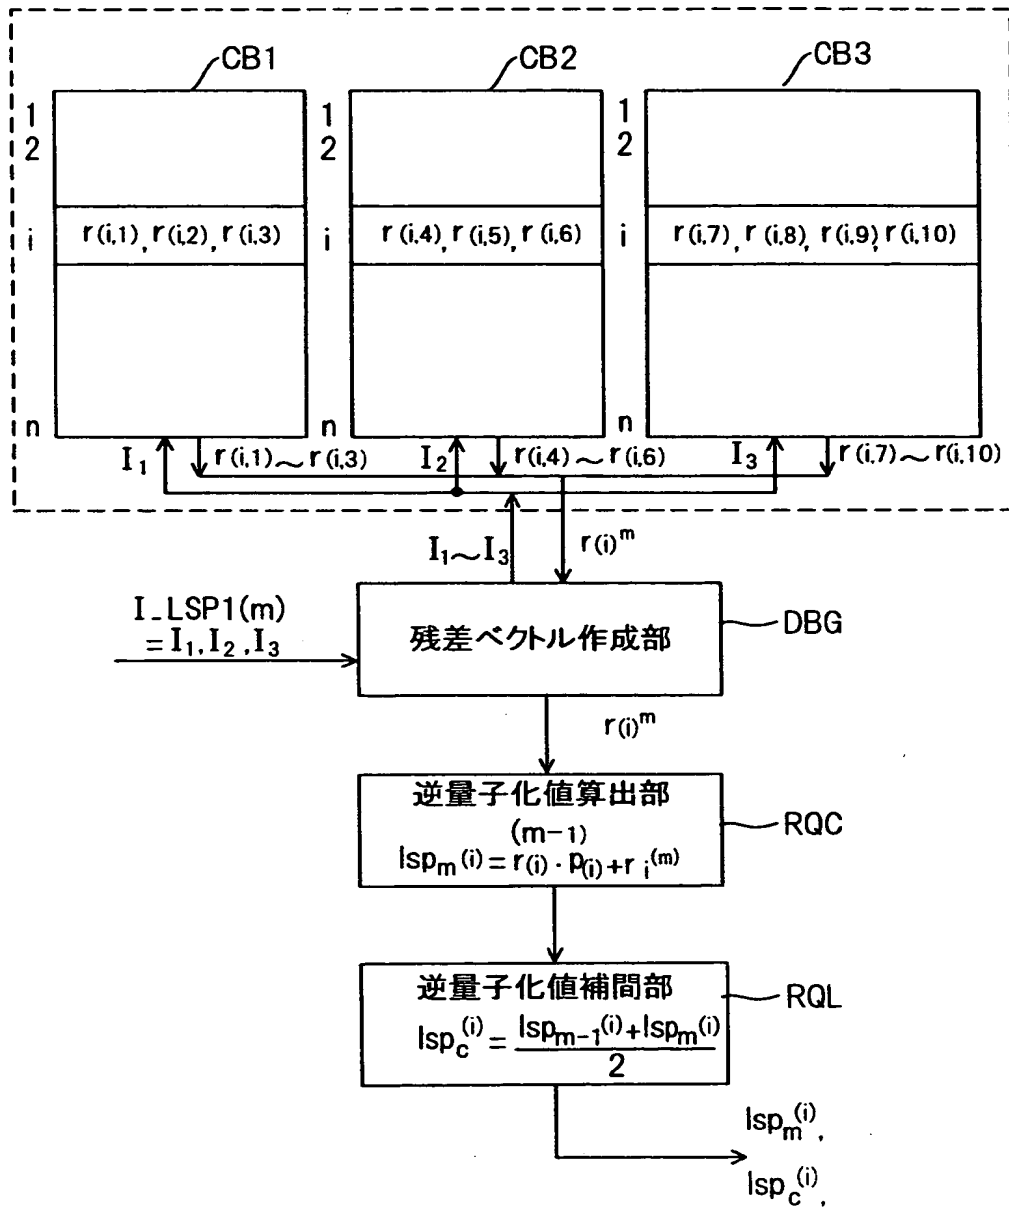 CB1 CB2 CB3
1 1 1
2 2 2
i r(i,1), r(i,2), r(i,3) i r(i,4), r(i,5), r(i,6) i r(i,7), r(i,8), r(i,9), r(i,10)
n n n
I₁ r(i,1)～r(i,3) I₂ r(i,4)～r(i,6) I₃ r(i,7)～r(i,10)
I₁～I₃ r(i)ᵐ
I_LSP1(m)
=I₁,I₂,I₃
残差ベクトル作成部 DBG
r(i)ᵐ
逆量子化値算出部
(m-1) RQC
lspₘ⁽ⁱ⁾=r(i)・p(i)+rᵢ⁽ᵐ⁾
逆量子化値補間部 RQL
lsp_c⁽ⁱ⁾=(lspₘ₋₁⁽ⁱ⁾+lspₘ⁽ⁱ⁾)/2
lspₘ⁽ⁱ⁾,
lsp_c⁽ⁱ⁾,